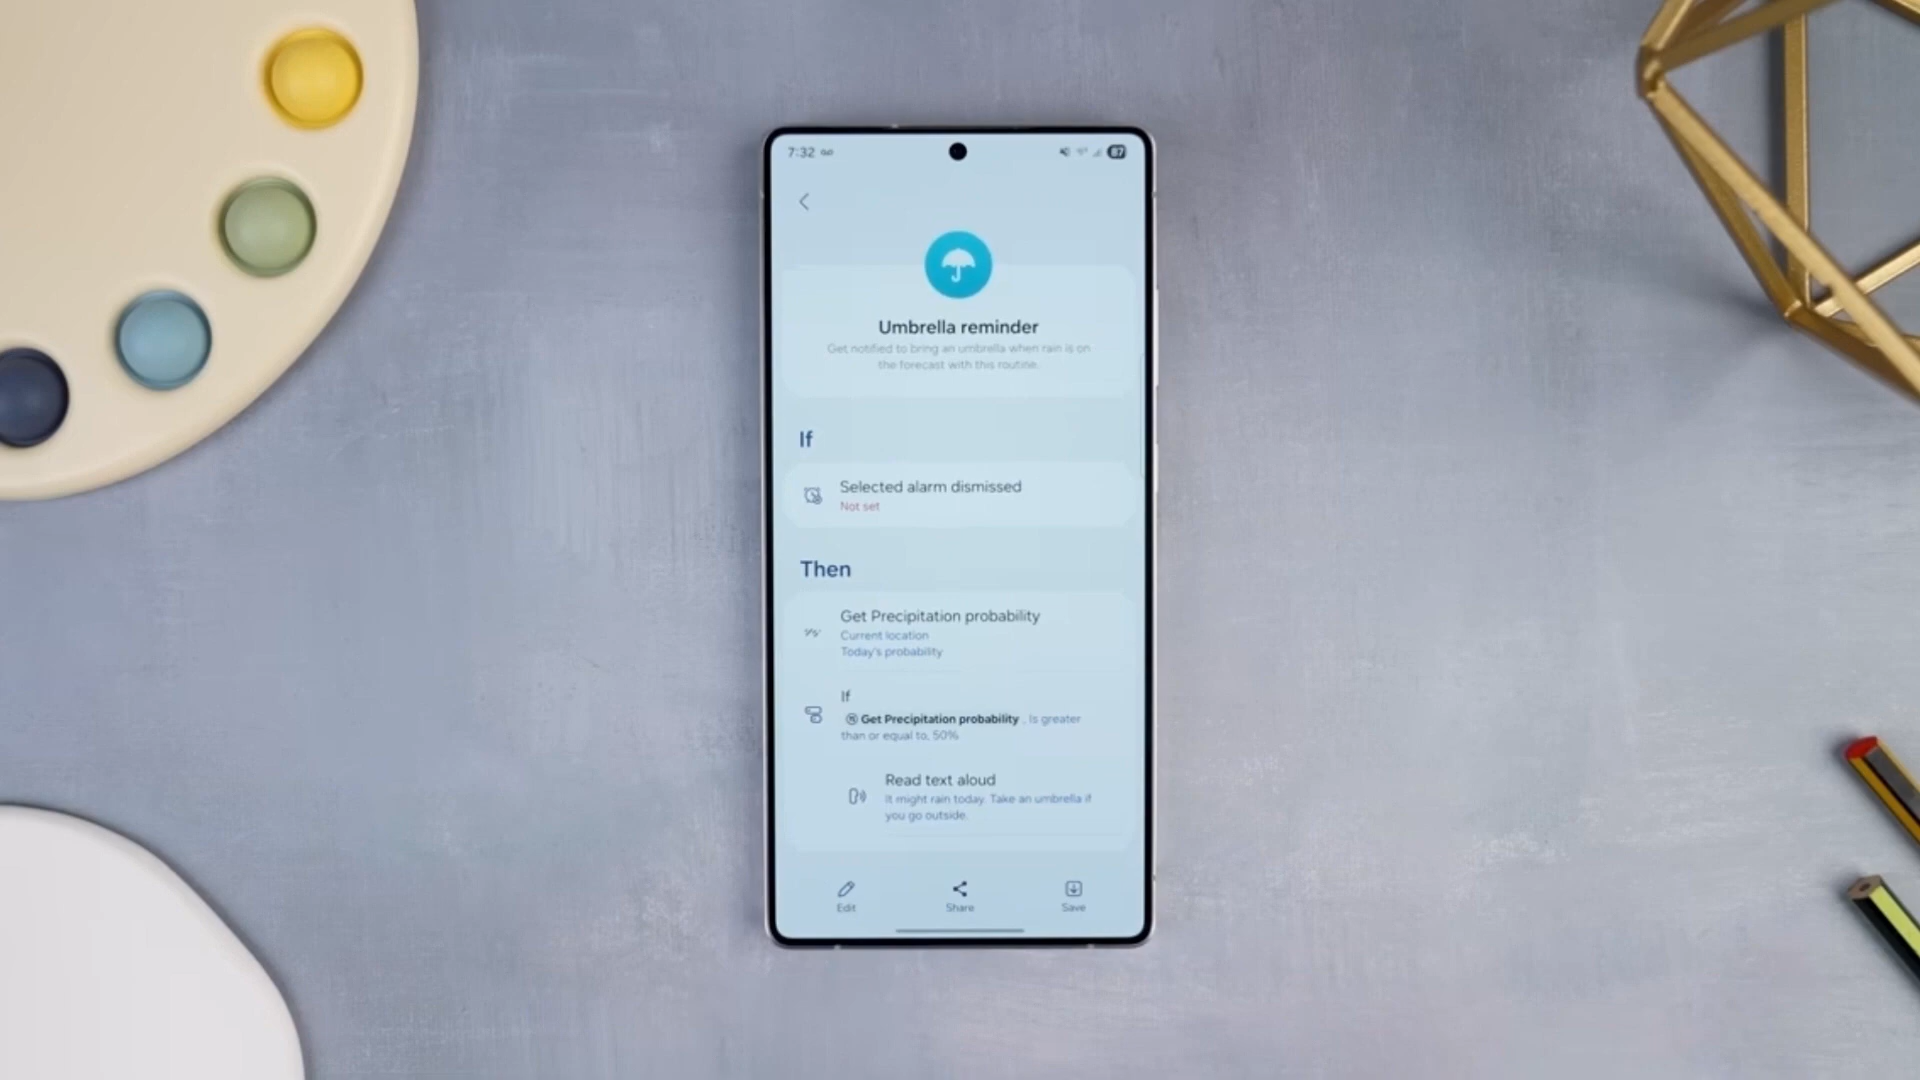 7:32
87
Umbrella reminder
Get notified to bring an umbrella when rain is on
the forecast with this routine.
If
Selected alarm dismissed
Not set
Then
Get Precipitation probability
Current location
Today's probability
If
Get Precipitation probability , Is greater
than or equal to, 50%
Read text aloud
It might rain today. Take an umbrella if
you go outside.
Edit
Share
Save